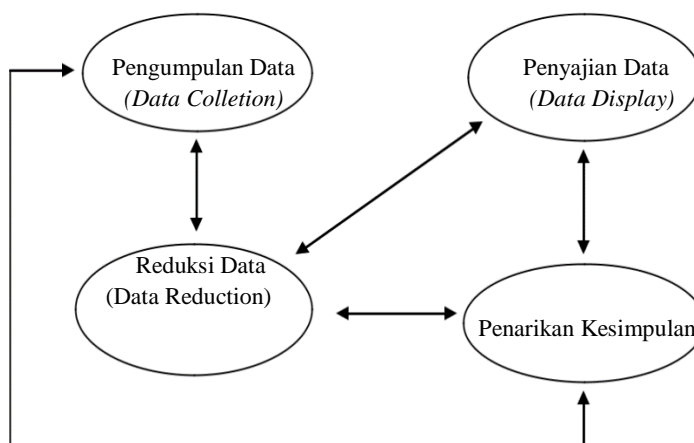 Pengumpulan Data
(Data Colletion)
Penyajian Data
(Data Display)
Reduksi Data
(Data Reduction)
Penarikan Kesimpulan